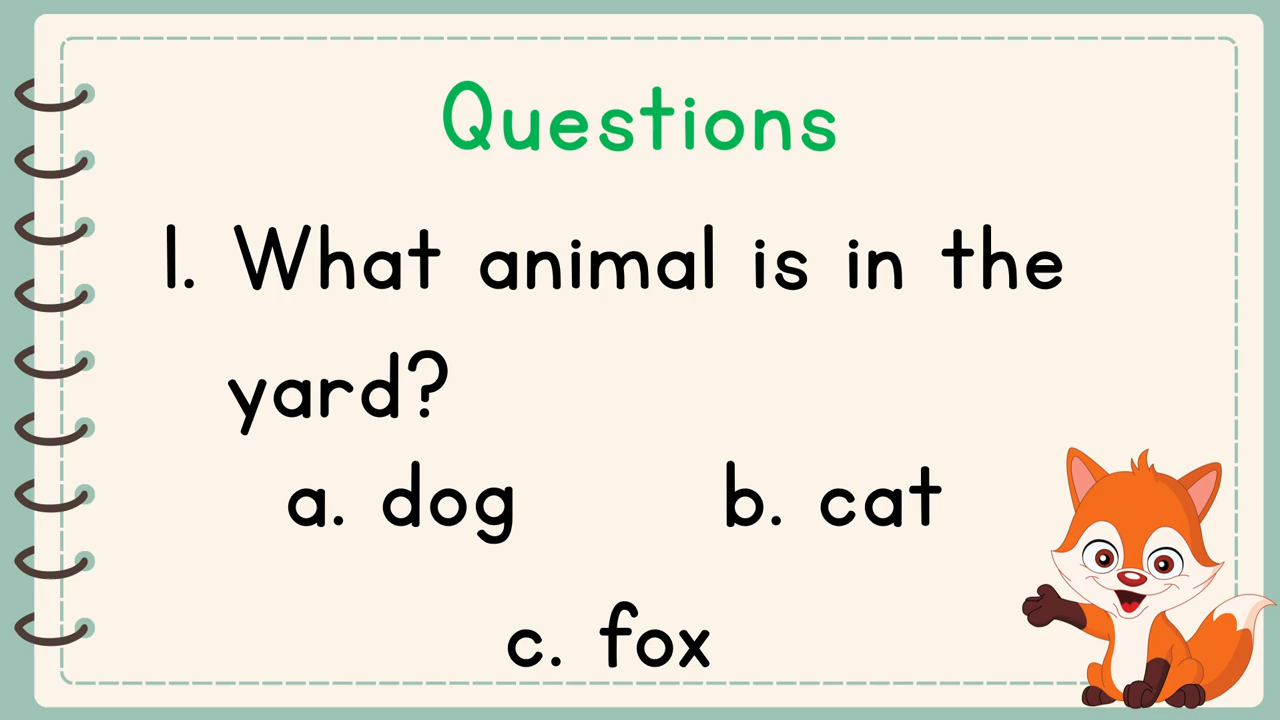 Questions
1. What animal is in the
yard?
a. dog b. cat
c. fox